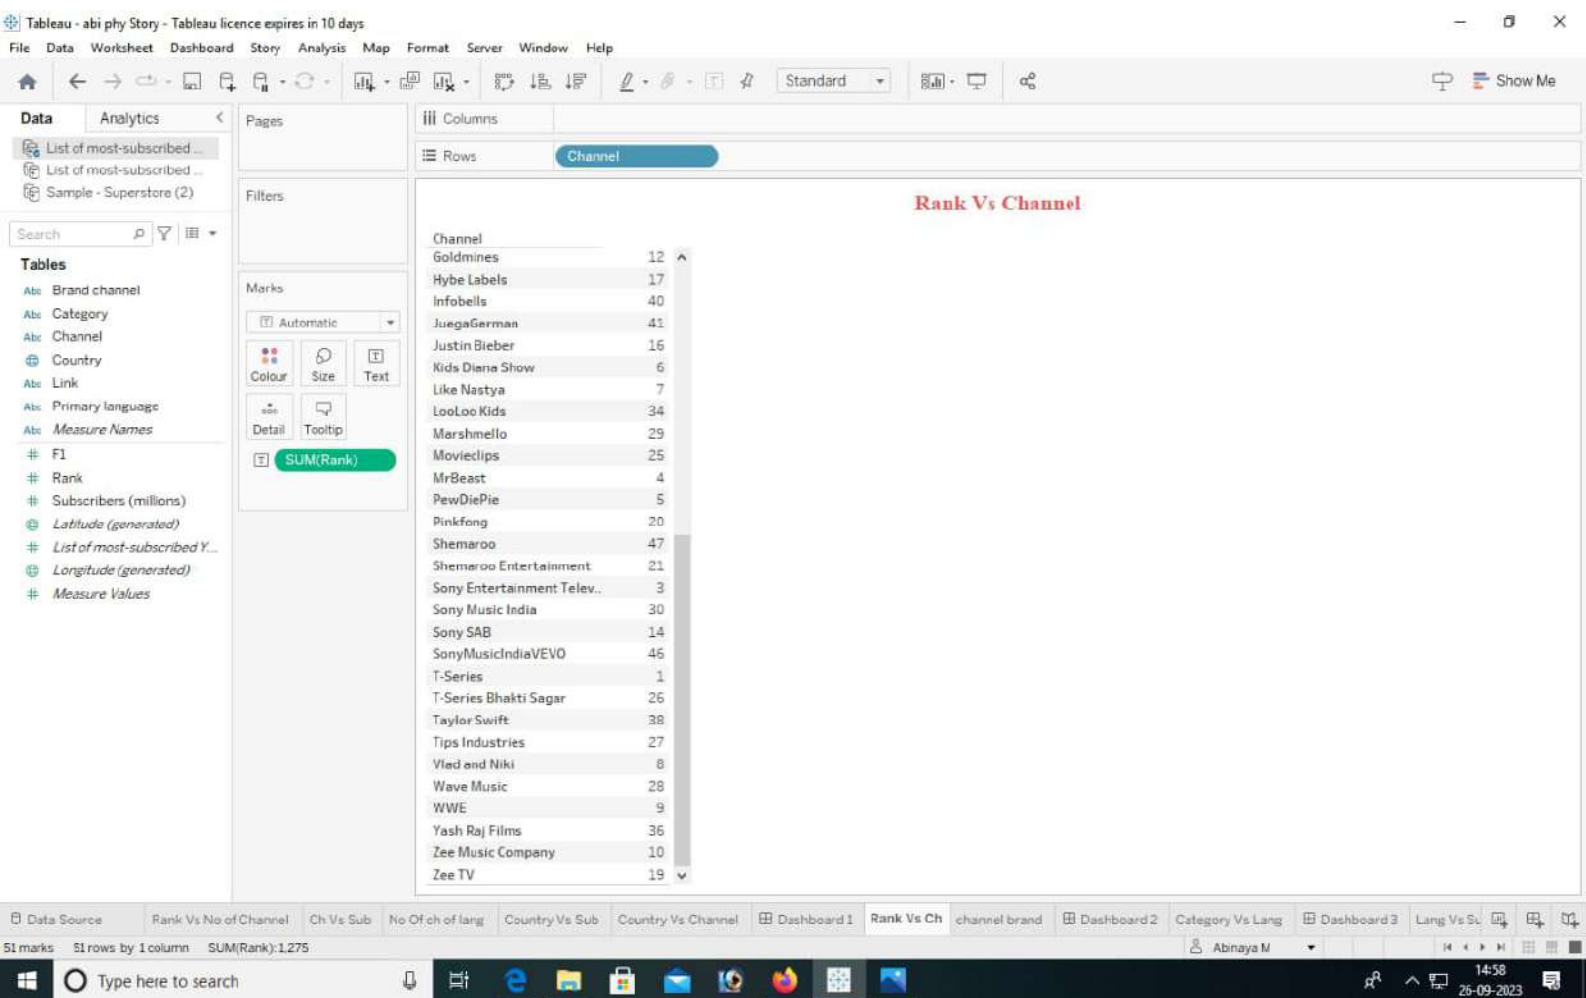 Tableau - abi phy Story - Tableau licence expires in 10 days
File Data Worksheet Dashboard Story Analysis Map Format Server Window Help
Standard
Show Me
Data Analytics
Pages
Columns
List of most-subscribed ...
List of most-subscribed ...
Sample - Superstore (2)
Rows
Channel
Filters
Rank Vs Channel
Search
Tables
Abc Brand channel
Abc Category
Abc Channel
Country
Abc Link
Abc Primary language
Abc Measure Names
# F1
# Rank
# Subscribers (millions)
Latitude (generated)
# List of most-subscribed Y...
Longitude (generated)
# Measure Values
Marks
Automatic
Colour Size Text
Detail Tooltip
SUM(Rank)
Channel
Goldmines 12
Hybe Labels 17
Infobells 40
JuegaGerman 41
Justin Bieber 16
Kids Diana Show 6
Like Nastya 7
LooLoo Kids 34
Marshmello 29
Movieclips 25
MrBeast 4
PewDiePie 5
Pinkfong 20
Shemaroo 47
Shemaroo Entertainment 21
Sony Entertainment Telev.. 3
Sony Music India 30
Sony SAB 14
SonyMusicIndiaVEVO 46
T-Series 1
T-Series Bhakti Sagar 26
Taylor Swift 38
Tips Industries 27
Vlad and Niki 8
Wave Music 28
WWE 9
Yash Raj Films 36
Zee Music Company 10
Zee TV 19
Data Source Rank Vs No of Channel Ch Vs Sub No Of ch of lang Country Vs Sub Country Vs Channel Dashboard 1 Rank Vs Ch channel brand Dashboard 2 Category Vs Lang Dashboard 3 Lang Vs Su
51 marks 51 rows by 1 column SUM(Rank):1,275
Abinaya M
Type here to search
14:58
26-09-2023